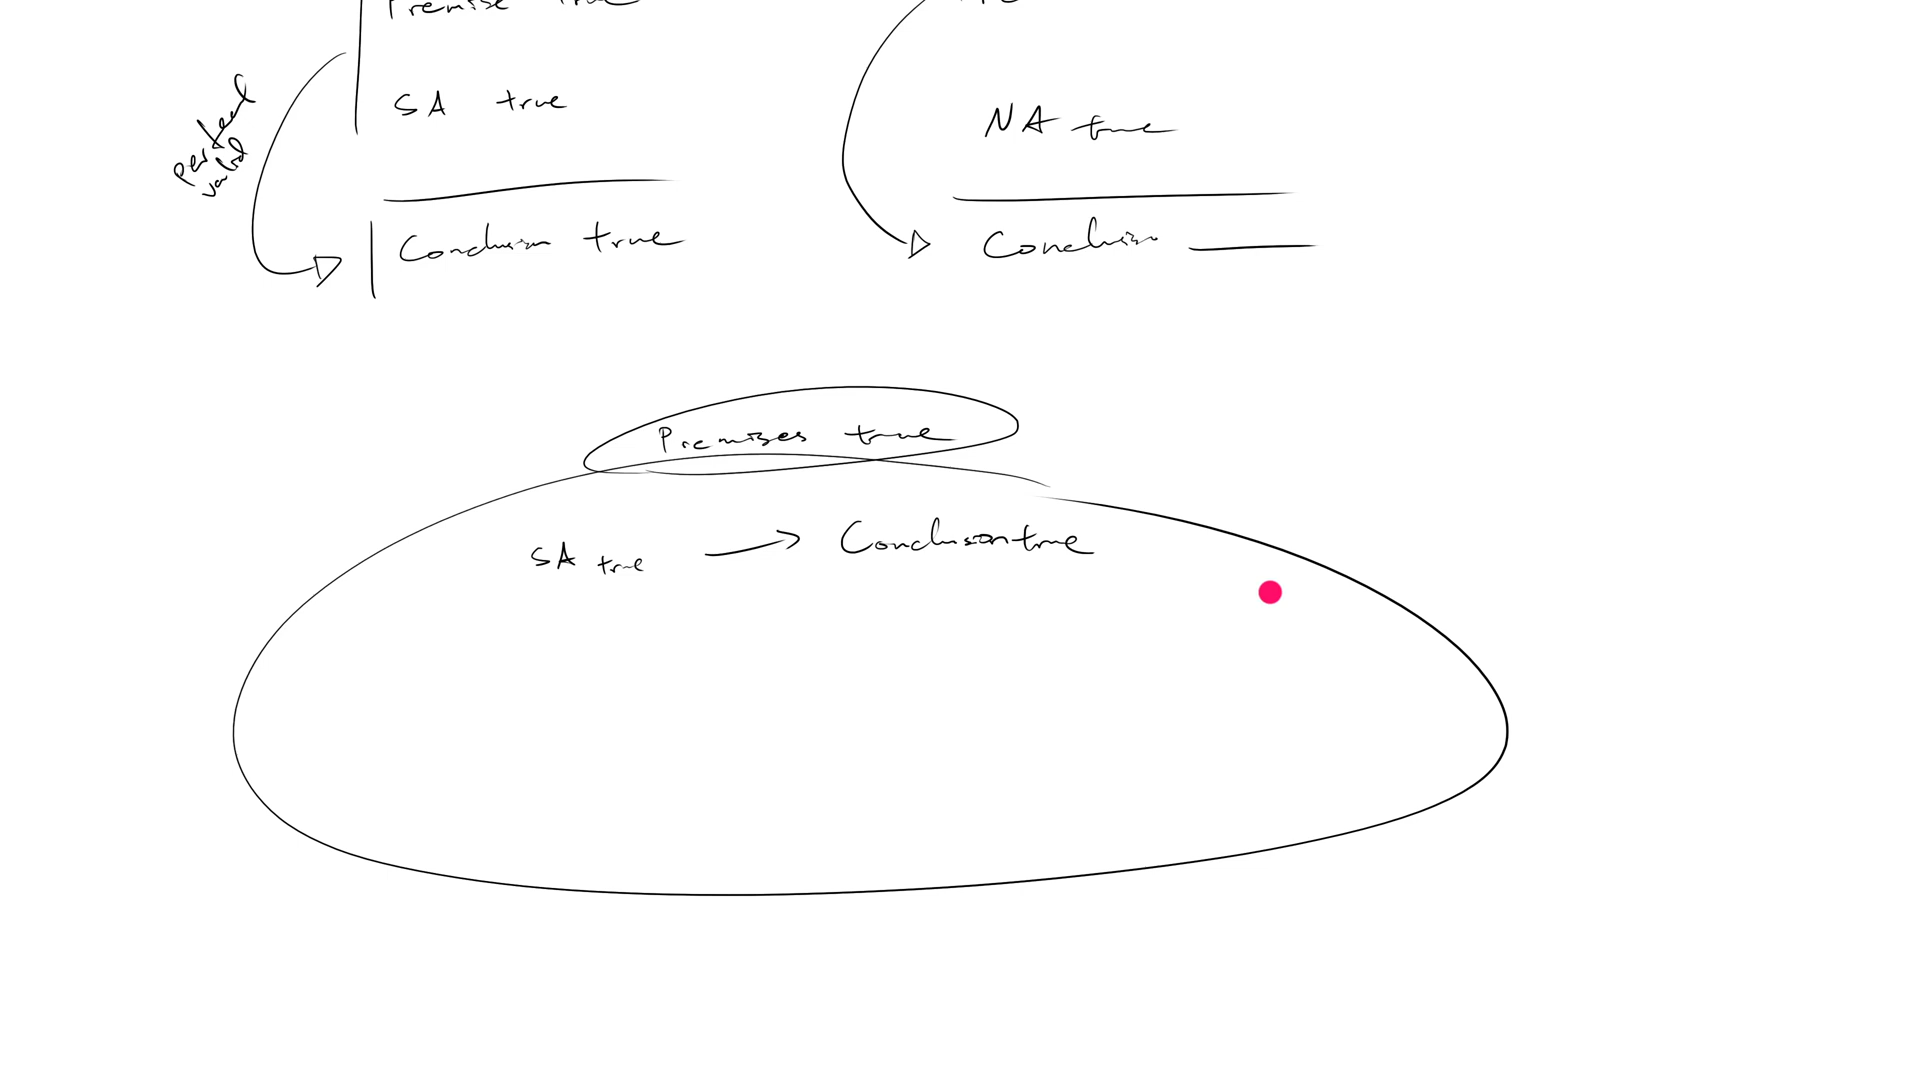 Premise true
SA true
perfect
valid
Conclusion true
NA true
Conclusion
Premises true
SA true → Conclusion true